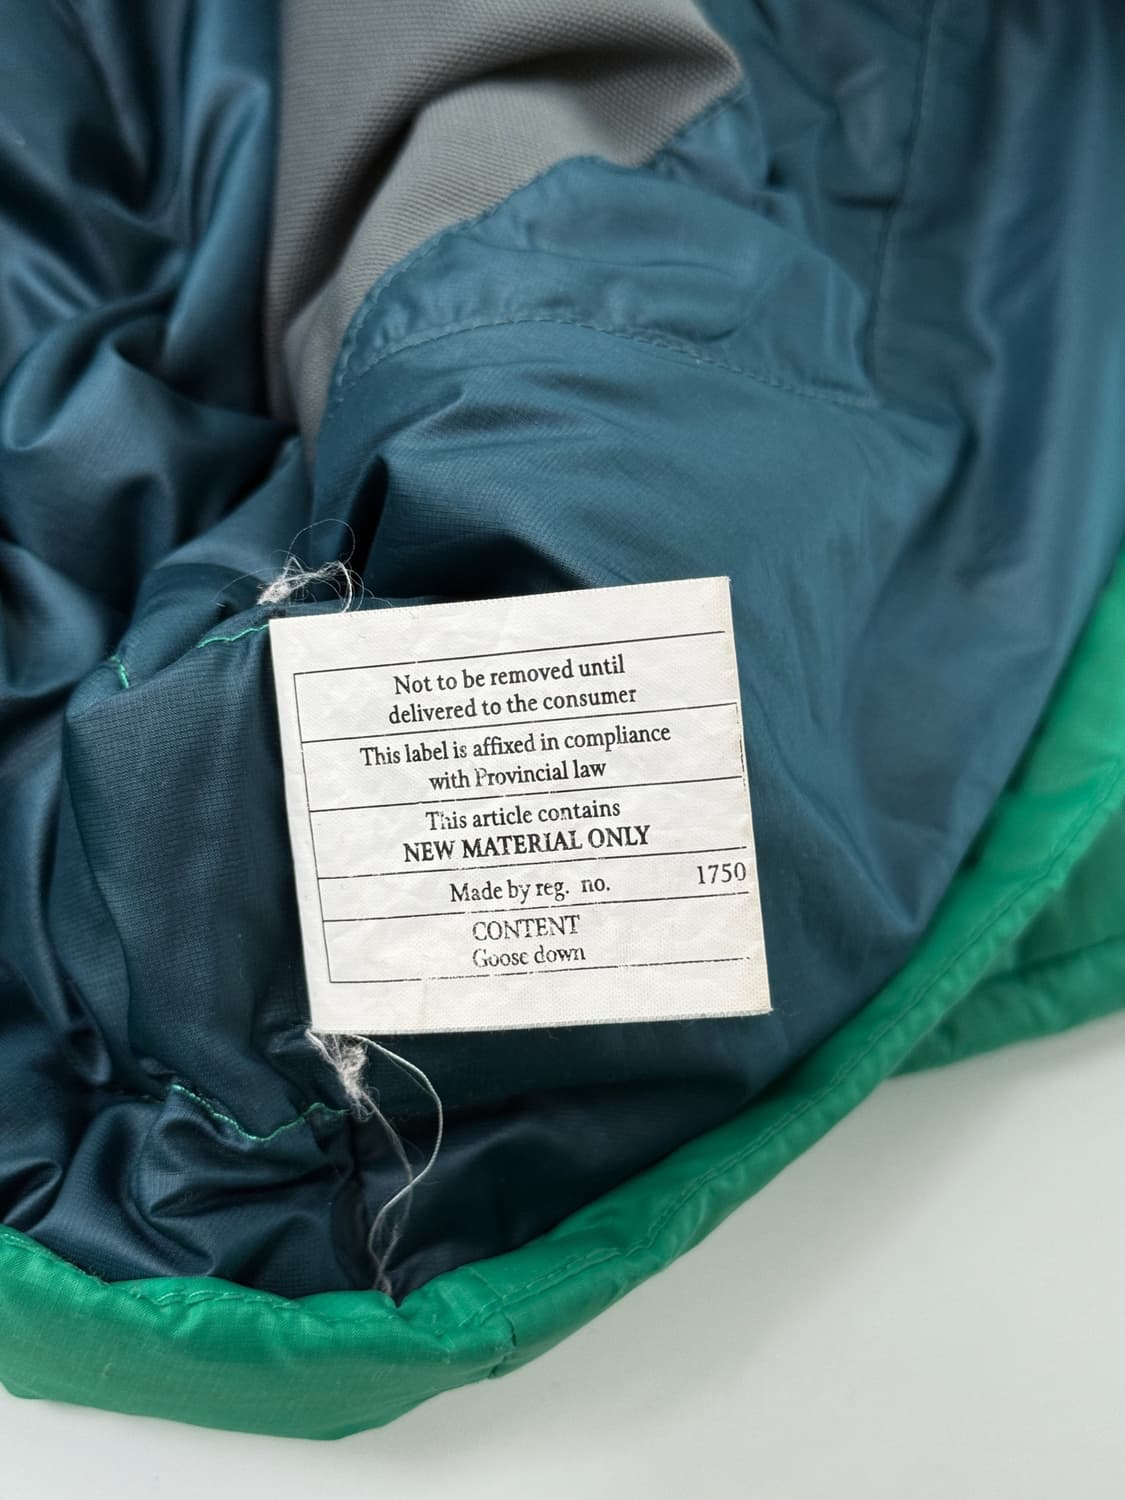 Not to be removed until
delivered to the consumer
This label is affixed in compliance
with Provincial law
This article contains
NEW MATERIAL ONLY
Made by reg. no. 1750
CONTENT
Goose down